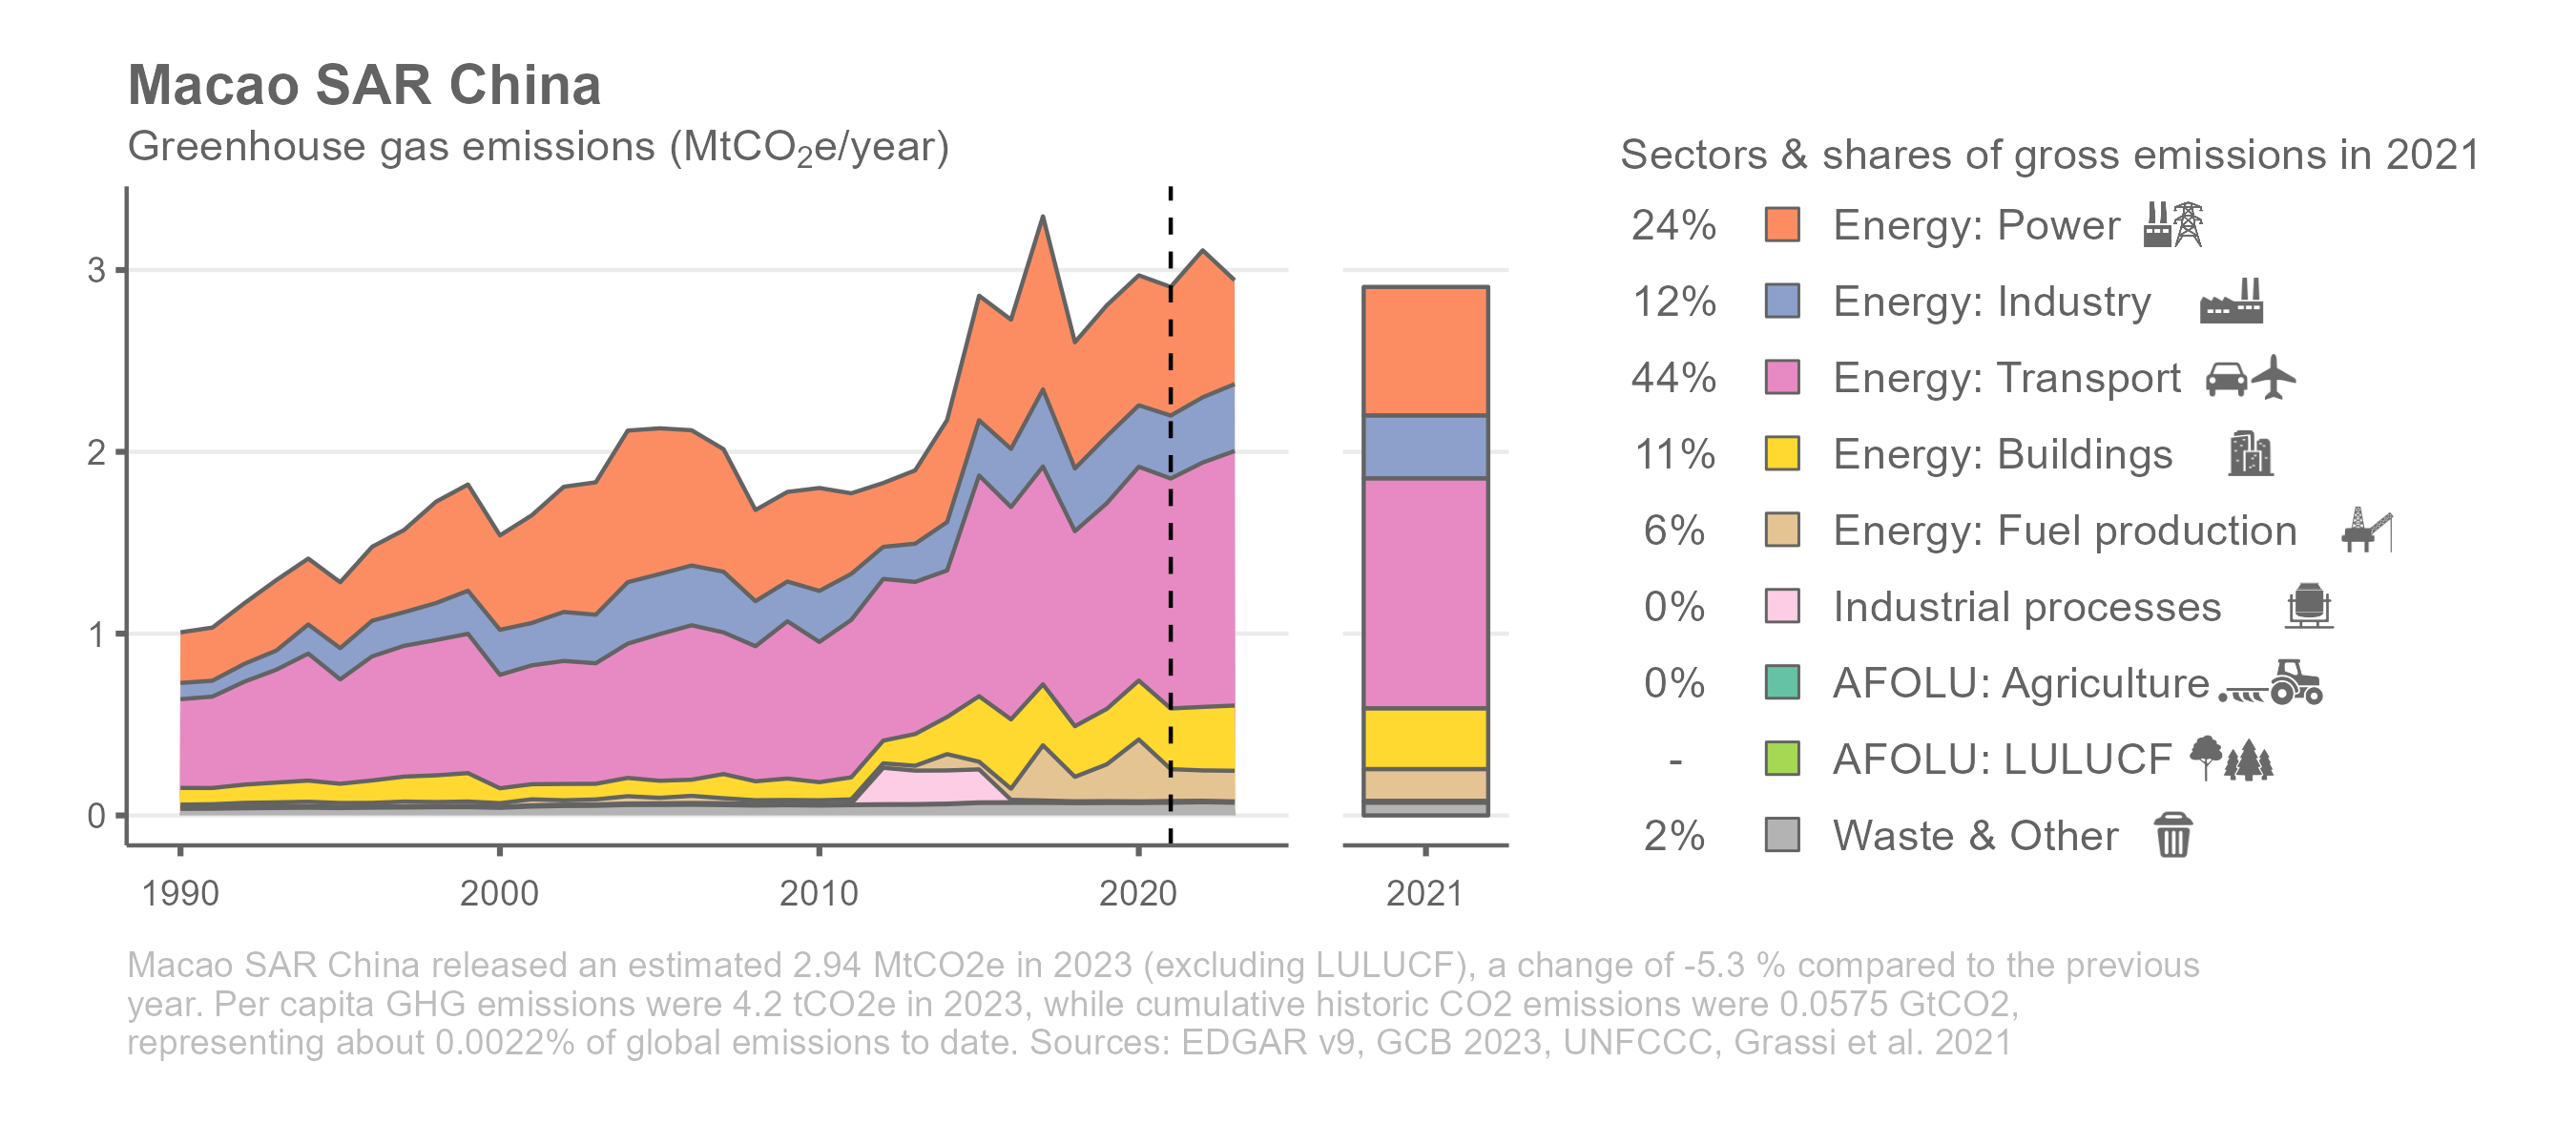 Macao SAR China
Greenhouse gas emissions (MtCO₂e/year)
3
2
1
0
1990
2000
2010
2020
2021
Sectors & shares of gross emissions in 2021
24% Energy: Power
12% Energy: Industry
44% Energy: Transport
11% Energy: Buildings
6% Energy: Fuel production
0% Industrial processes
0% AFOLU: Agriculture
- AFOLU: LULUCF
2% Waste & Other
Macao SAR China released an estimated 2.94 MtCO2e in 2023 (excluding LULUCF), a change of -5.3 % compared to the previous
year. Per capita GHG emissions were 4.2 tCO2e in 2023, while cumulative historic CO2 emissions were 0.0575 GtCO2,
representing about 0.0022% of global emissions to date. Sources: EDGAR v9, GCB 2023, UNFCCC, Grassi et al. 2021